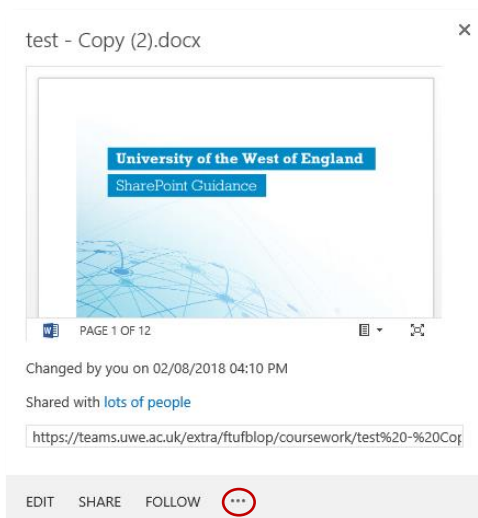 test - Copy (2).docx
University of the West of England
SharePoint Guidance
PAGE 1 OF 12
Changed by you on 02/08/2018 04:10 PM
Shared with lots of people
https://teams.uwe.ac.uk/extra/ftufblop/coursework/test%20-%20Cop
EDIT SHARE FOLLOW ...